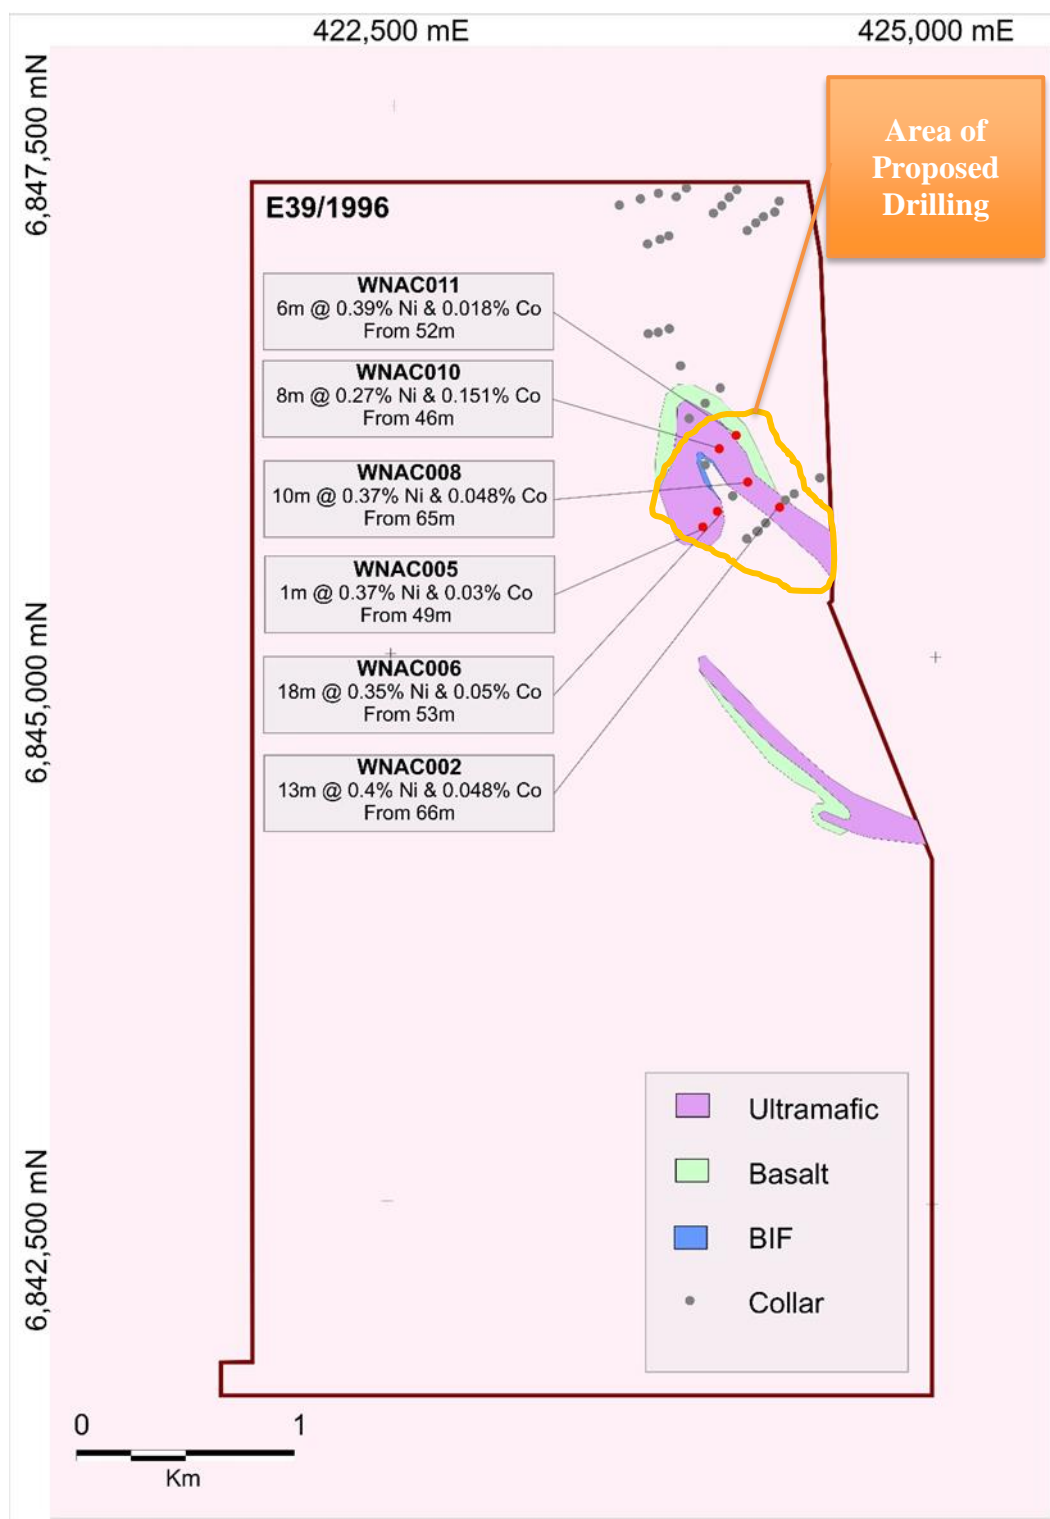 422,500 mE
425,000 mE
6,847,500 mN
Area of
Proposed
Drilling
E39/1996
WNAC011
6m @ 0.39% Ni & 0.018% Co
From 52m
WNAC010
8m @ 0.27% Ni & 0.151% Co
From 46m
WNAC008
10m @ 0.37% Ni & 0.048% Co
From 65m
WNAC005
1m @ 0.37% Ni & 0.03% Co
From 49m
6,845,000 mN
WNAC006
18m @ 0.35% Ni & 0.05% Co
From 53m
WNAC002
13m @ 0.4% Ni & 0.048% Co
From 66m
6,842,500 mN
Ultramafic
Basalt
BIF
Collar
0
1
Km